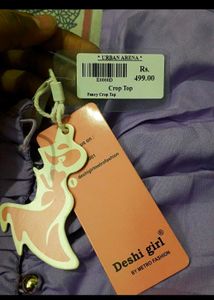 * URBAN ARENA *
Rs.
499.00
Crop Top
Fancy Crop Top
Deshi girl
®
BY METRO FASHION